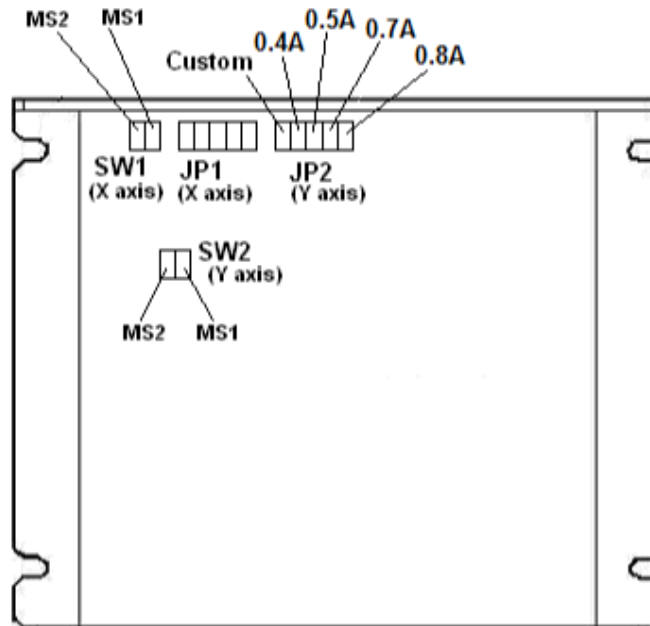 MS2
MS1
Custom
0.4A
0.5A
0.7A
0.8A
SW1
(X axis)
JP1
(X axis)
JP2
(Y axis)
SW2
(Y axis)
MS2
MS1